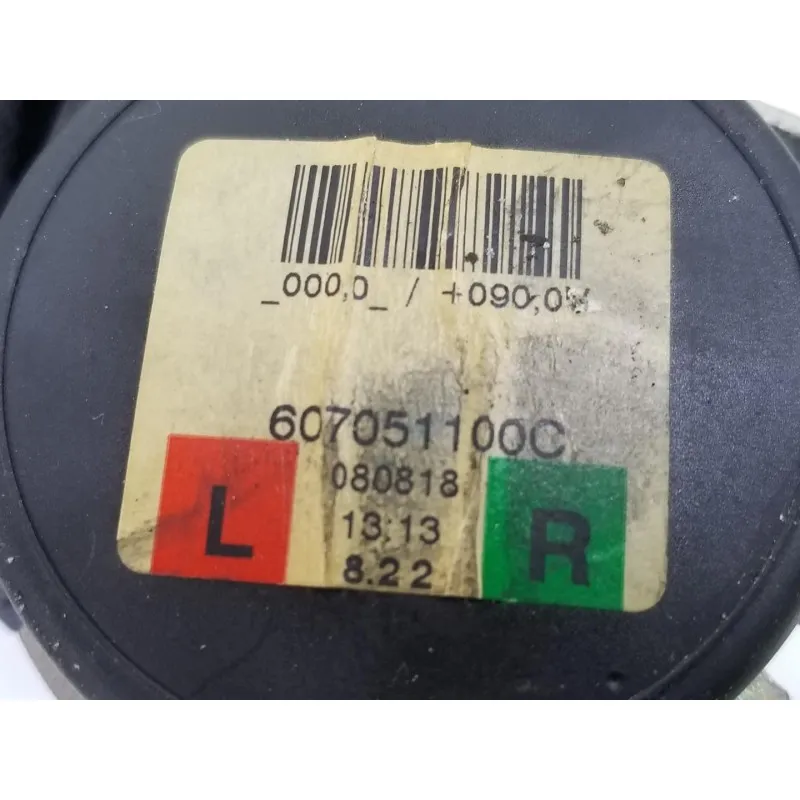 _000,0_ / +090,0V
607051100C
080818
L
13:13
R
8.22